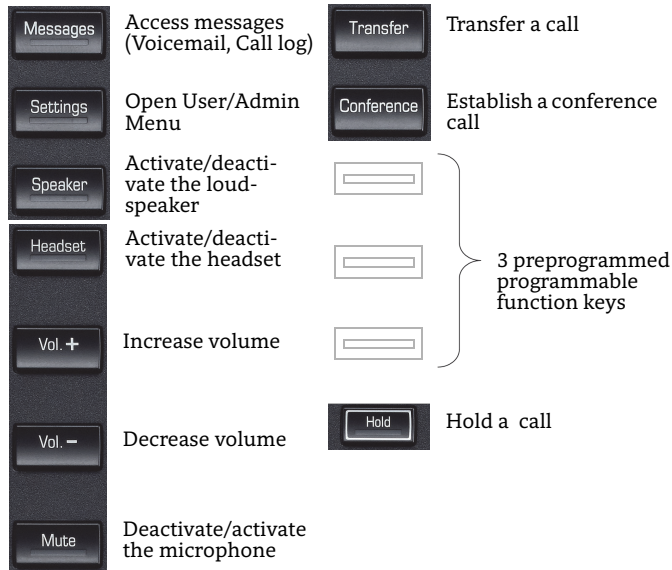 Messages
Access messages
(Voicemail, Call log)
Settings
Open User/Admin
Menu
Speaker
Activate/deacti-
vate the loud-
speaker
Headset
Activate/deacti-
vate the headset
Vol. +
Increase volume
Vol. –
Decrease volume
Mute
Deactivate/activate
the microphone
Transfer
Transfer a call
Conference
Establish a conference
call
3 preprogrammed
programmable
function keys
Hold
Hold a call